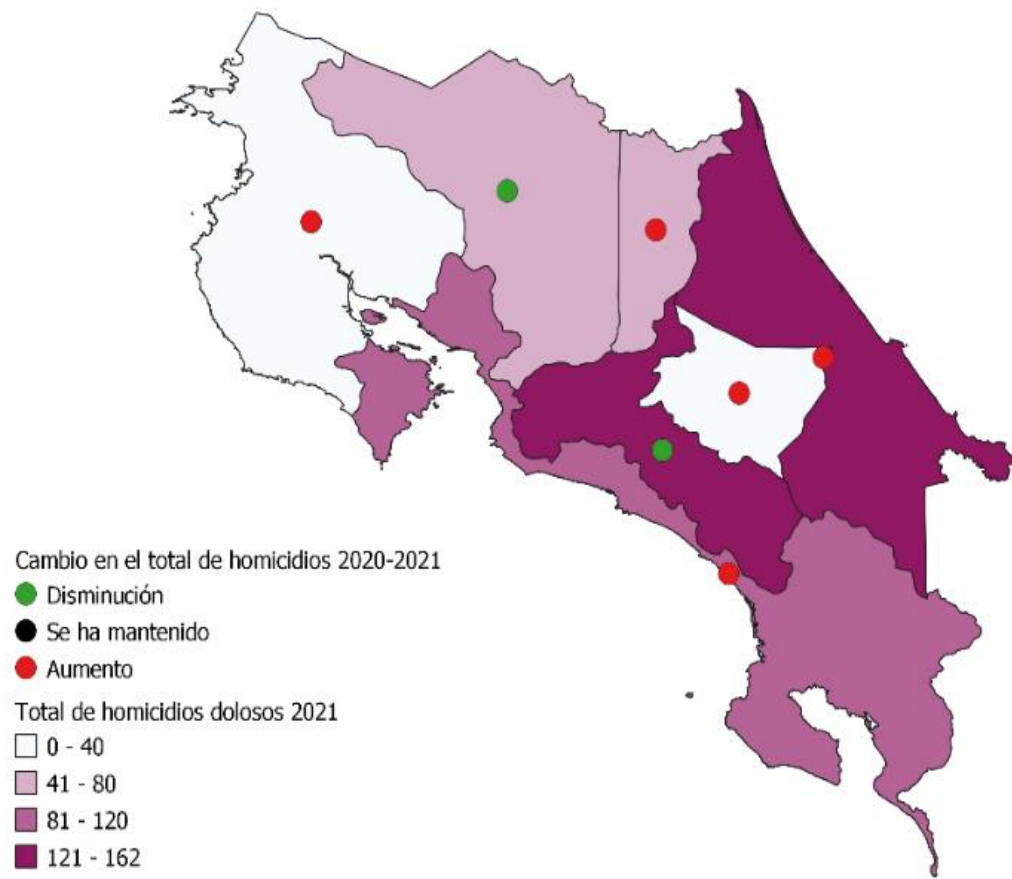 Cambio en el total de homicidios 2020-2021
Disminución
Se ha mantenido
Aumento
Total de homicidios dolosos 2021
0 - 40
41 - 80
81 - 120
121 - 162